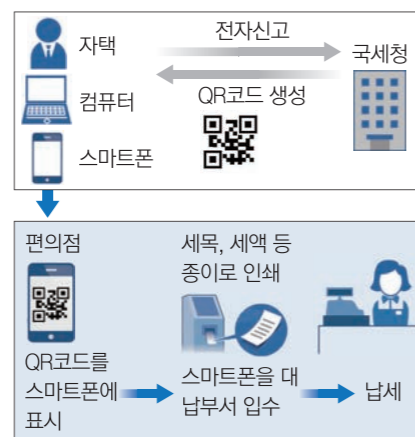 자택
전자신고
국세청
컴퓨터
QR코드 생성
스마트폰
편의점
세목, 세액 등
종이로 인쇄
QR코드를
스마트폰에
표시
스마트폰을 대
납부서 입수
납세